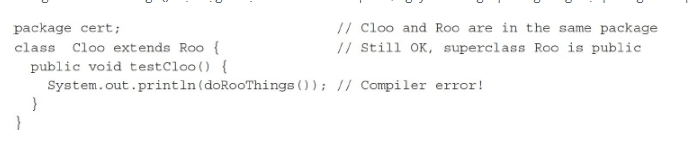 package cert; // Cloo and Roo are in the same package
class Cloo extends Roo { // Still OK, superclass Roo is public
public void testCloo() {
System.out.println(doRooThings()); // Compiler error!
}
}